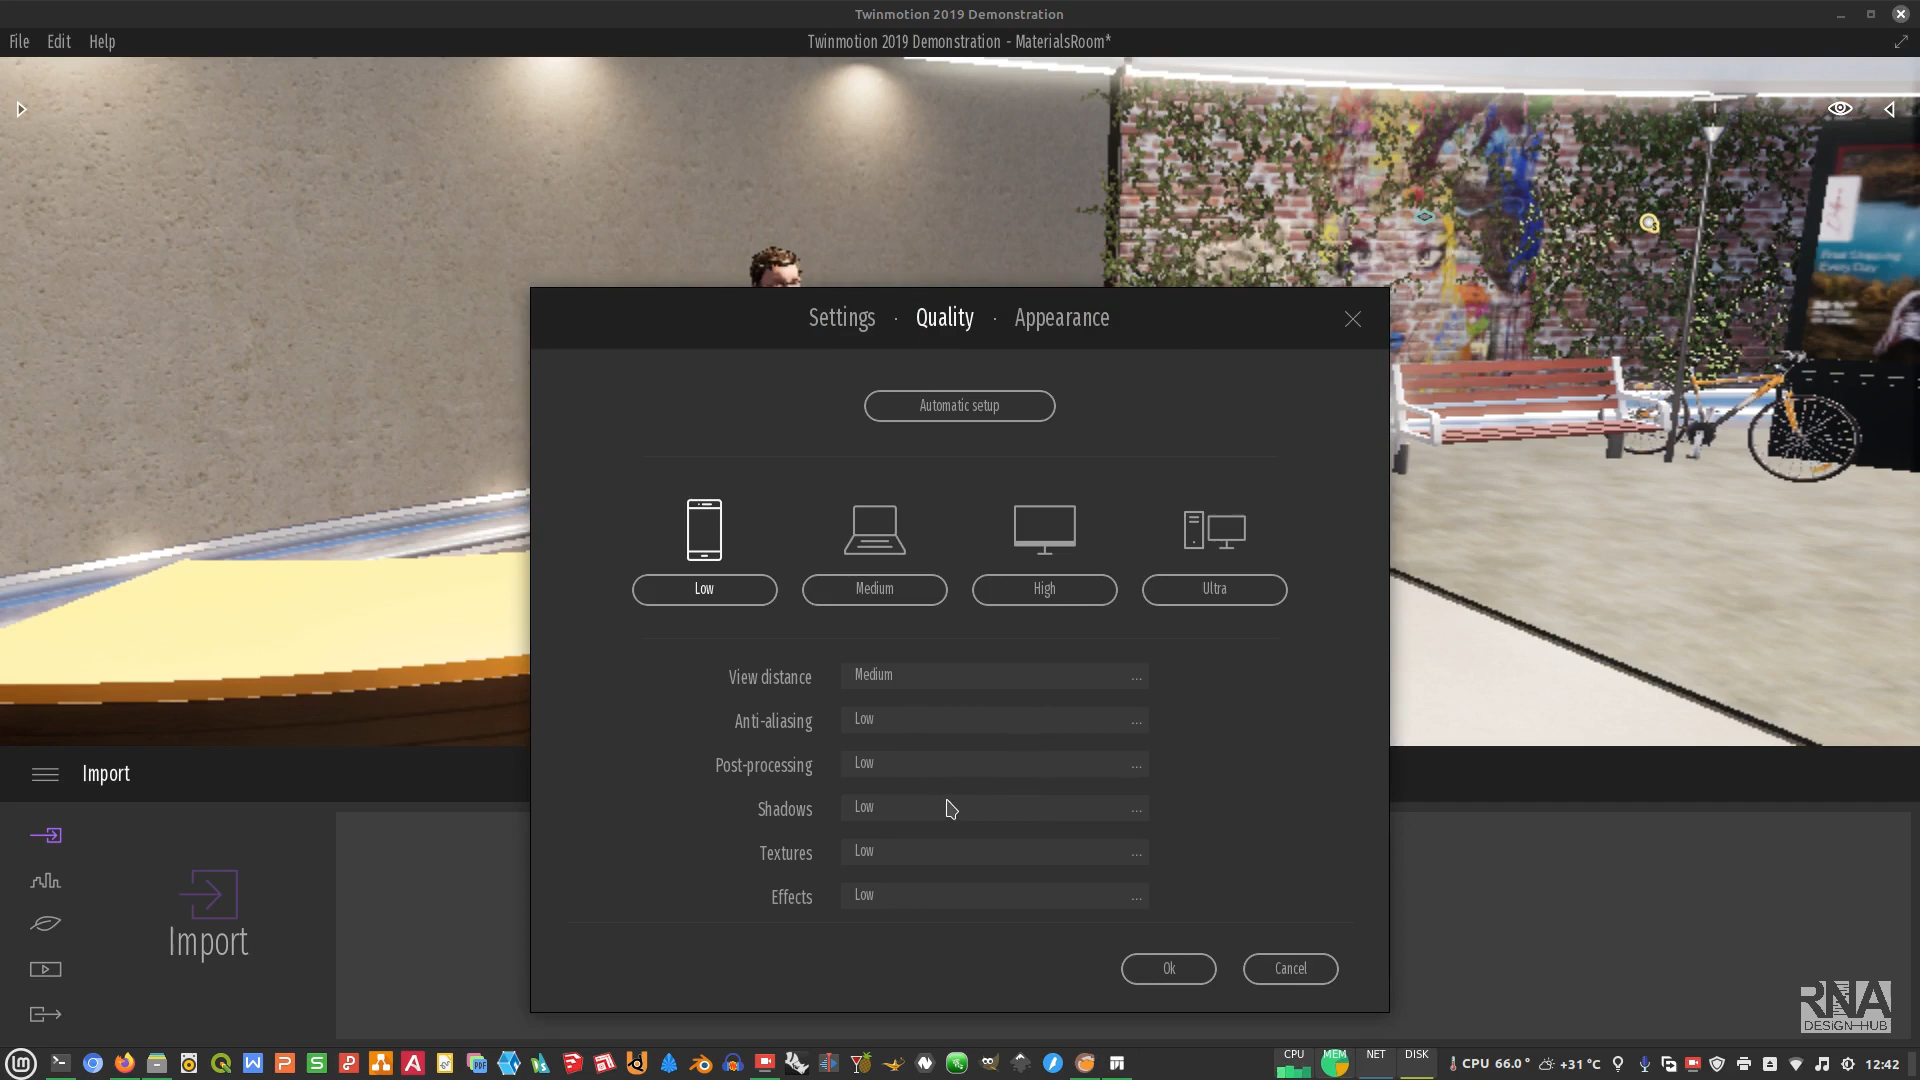 Twinmotion 2019 Demonstration
File Edit Help
Twinmotion 2019 Demonstration - MaterialsRoom*
Every Day
Settings · Quality · Appearance
Automatic setup
Low Medium High Ultra
View distance Medium ...
Anti-aliasing Low ...
Post-processing Low ...
Shadows Low ...
Textures Low ...
Effects Low ...
Ok Cancel
Import
Import
RNA
DESIGN-HUB
CPU MEM NET DISK
CPU 66.0° +31 °C 12:42